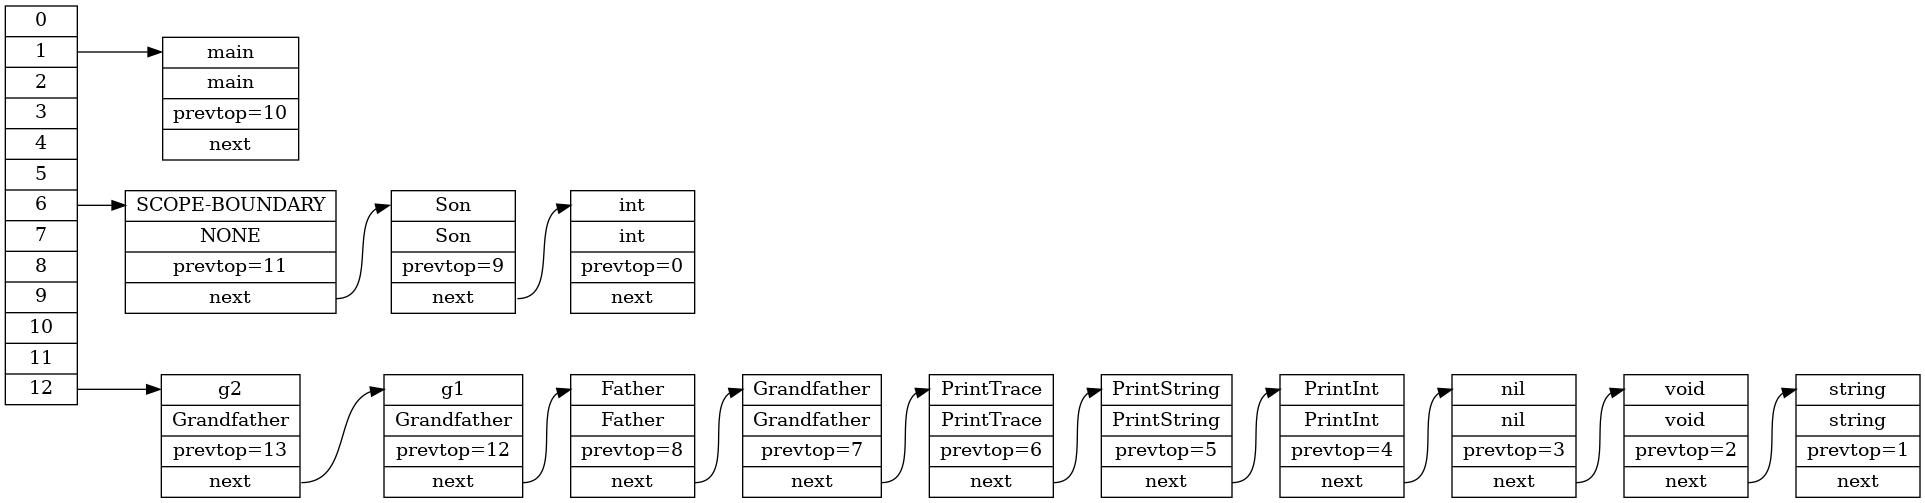 0
1
2
3
4
5
6
7
8
9
10
11
12
main
main
prevtop=10
next
SCOPE-BOUNDARY
NONE
prevtop=11
next
Son
Son
prevtop=9
next
int
int
prevtop=0
next
g2
Grandfather
prevtop=13
next
g1
Grandfather
prevtop=12
next
Father
Father
prevtop=8
next
Grandfather
Grandfather
prevtop=7
next
PrintTrace
PrintTrace
prevtop=6
next
PrintString
PrintString
prevtop=5
next
PrintInt
PrintInt
prevtop=4
next
nil
nil
prevtop=3
next
void
void
prevtop=2
next
string
string
prevtop=1
next